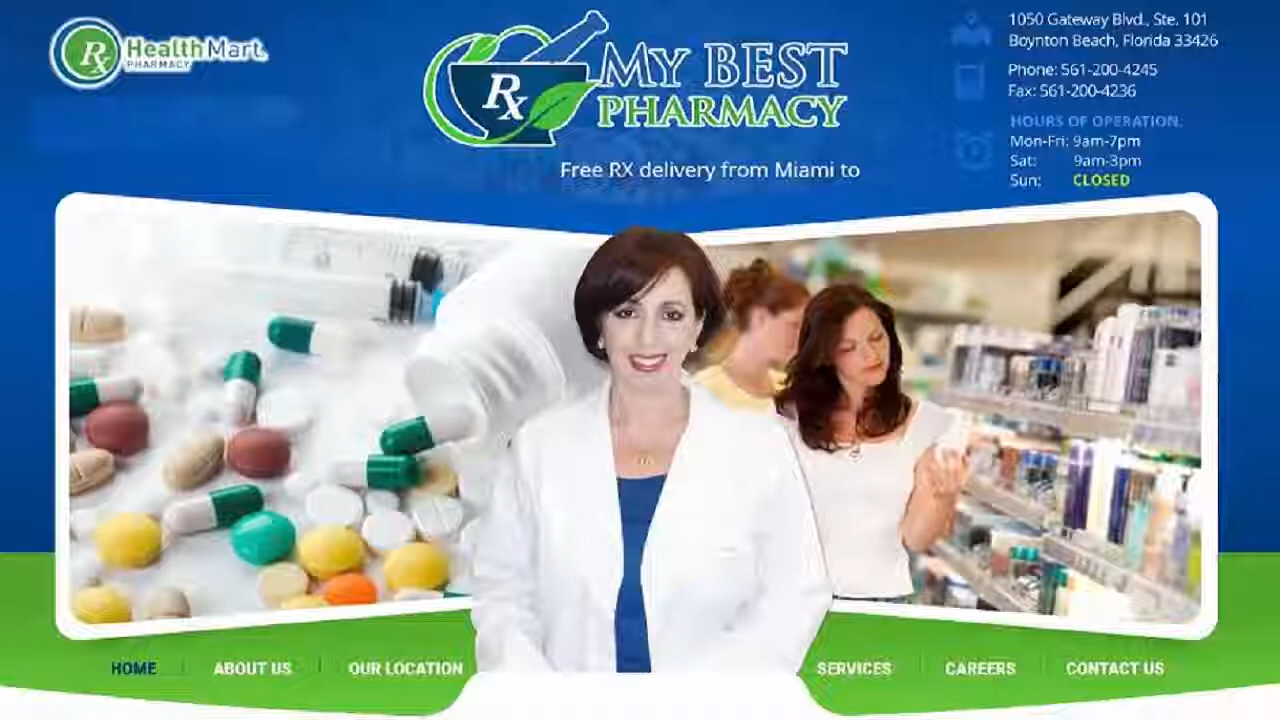 Rx HealthMart.
PHARMACY
Rx MY BEST
PHARMACY
Free RX delivery from Miami to
1050 Gateway Blvd., Ste. 101
Boynton Beach, Florida 33426
Phone: 561-200-4245
Fax: 561-200-4236
HOURS OF OPERATION:
Mon-Fri: 9am-7pm
Sat: 9am-3pm
Sun: CLOSED
HOME
ABOUT US
OUR LOCATION
SERVICES
CAREERS
CONTACT US